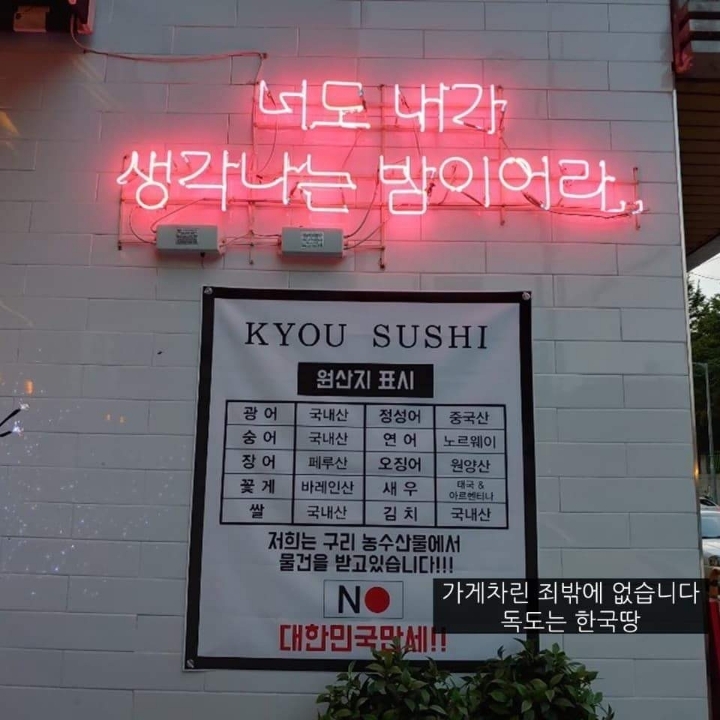 너도 내가
생각나는 밤이어라,,
KYOU SUSHI
원산지 표시
광어 국내산 정성어 중국산
숭어 국내산 연어 노르웨이
장어 페루산 오징어 원양산
꽃게 바레인산 새우 태국 & 아르헨티나
쌀 국내산 김치 국내산
저희는 구리 농수산물에서
물건을 받고있습니다!!!
NO
대한민국만세!!
가게차린 죄밖에 없습니다
독도는 한국땅